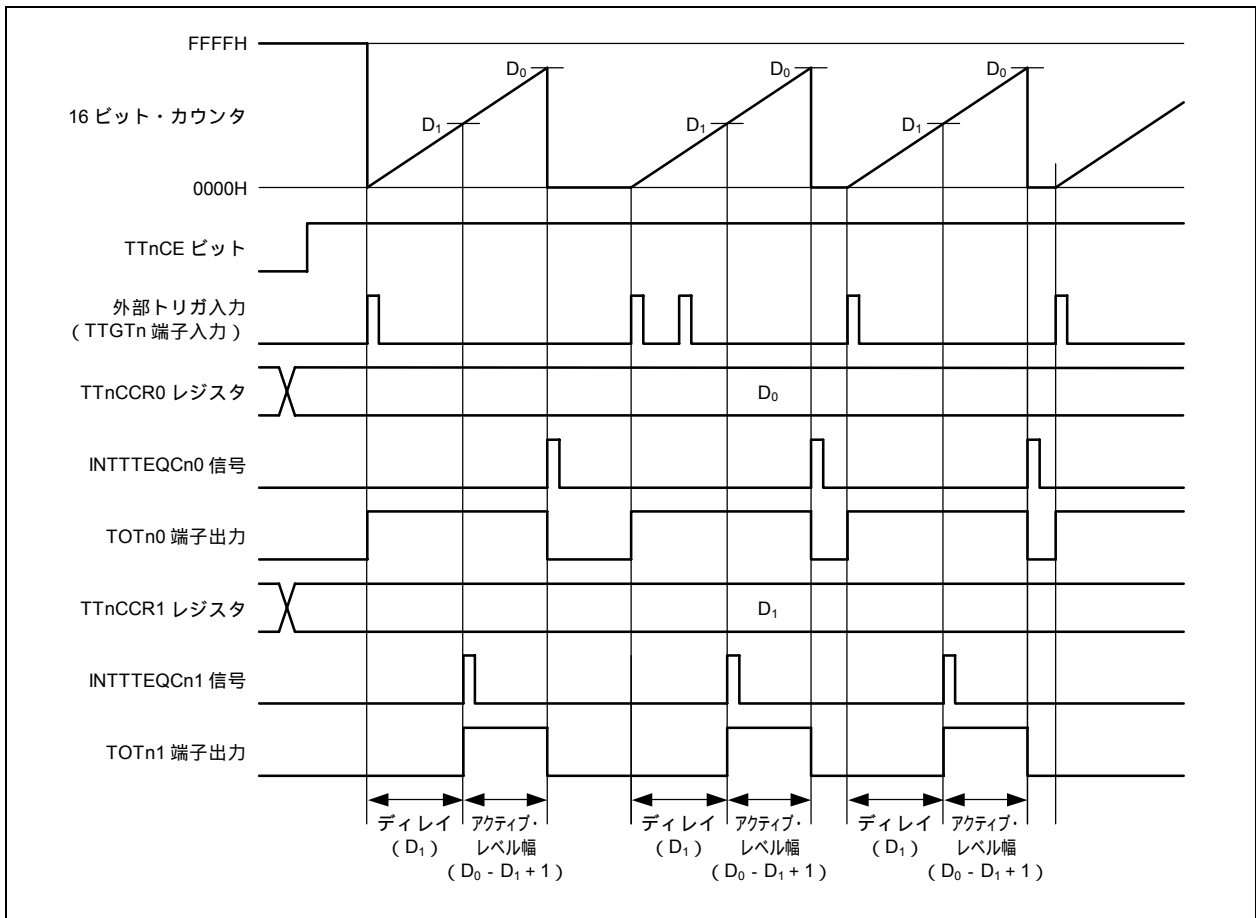 FFFFH
D₀
D₀
D₀
16 ビット・カウンタ
D₁
D₁
D₁
0000H
TTnCE ビット
外部トリガ入力
(TTGTn 端子入力)
TTnCCR0 レジスタ
D₀
INTTTEQCn0 信号
TOTn0 端子出力
TTnCCR1 レジスタ
D₁
INTTTEQCn1 信号
TOTn1 端子出力
ディレイ
(D₁)
アクティブ・
レベル幅
(D₀ - D₁ + 1)
ディレイ
(D₁)
アクティブ・
レベル幅
(D₀ - D₁ + 1)
ディレイ
(D₁)
アクティブ・
レベル幅
(D₀ - D₁ + 1)